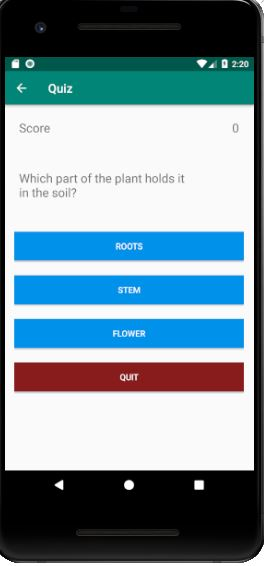 2:20
Quiz
Score 0
Which part of the plant holds it
in the soil?
ROOTS
STEM
FLOWER
QUIT